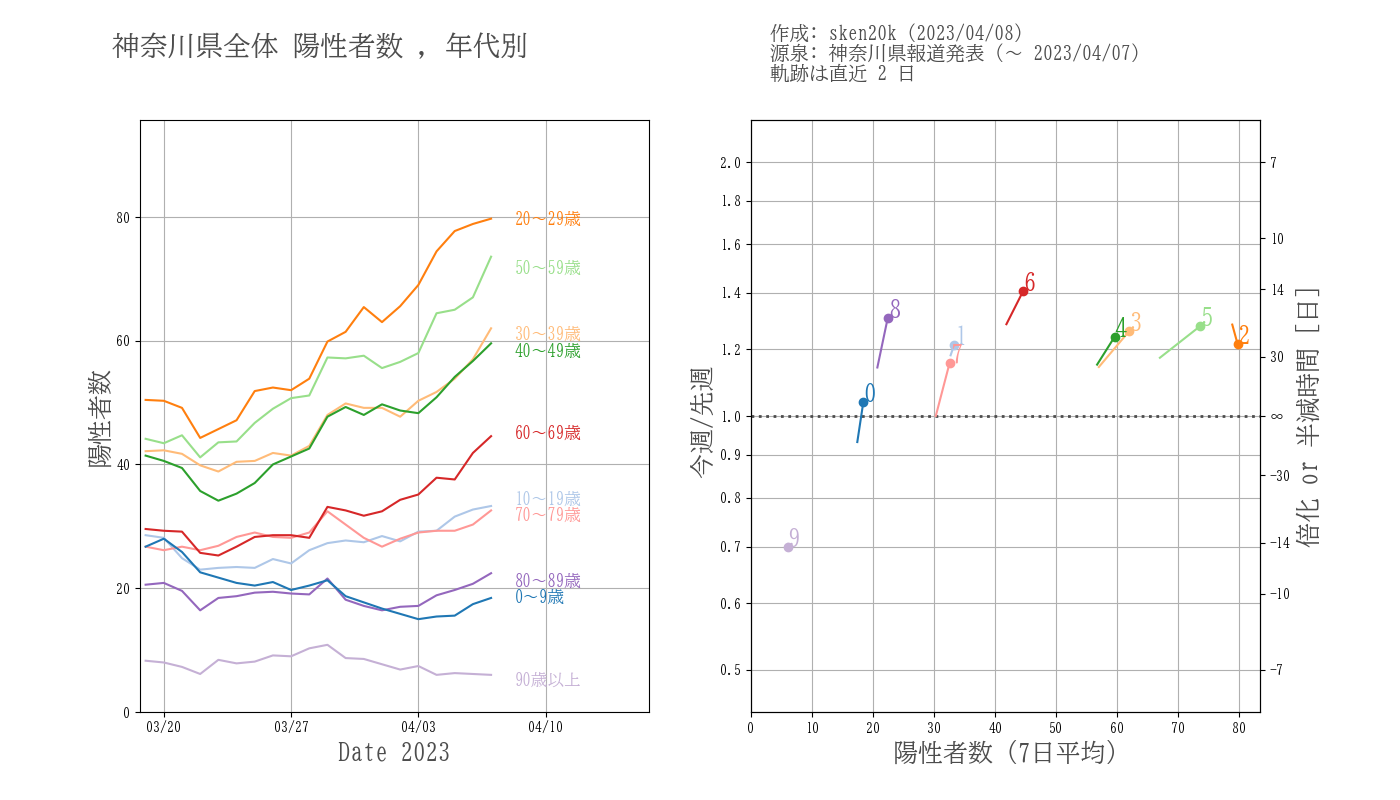 神奈川県全体 陽性者数 , 年代別
作成: sken20k (2023/04/08)
源泉: 神奈川県報道発表 (〜 2023/04/07)
軌跡は直近 2 日
陽性者数
80
60
40
20
0
03/20
03/27
04/03
04/10
Date 2023
20〜29歳
50〜59歳
30〜39歳
40〜49歳
60〜69歳
10〜19歳
70〜79歳
80〜89歳
0〜9歳
90歳以上
今週/先週
2.0
1.8
1.6
1.4
1.2
1.0
0.9
0.8
0.7
0.6
0.5
0
10
20
30
40
50
60
70
80
陽性者数 (7日平均)
6
8
5
3
4
2
1
7
0
9
7
10
14
30
∞
-30
-14
-10
-7
倍化 or 半減時間 [日]